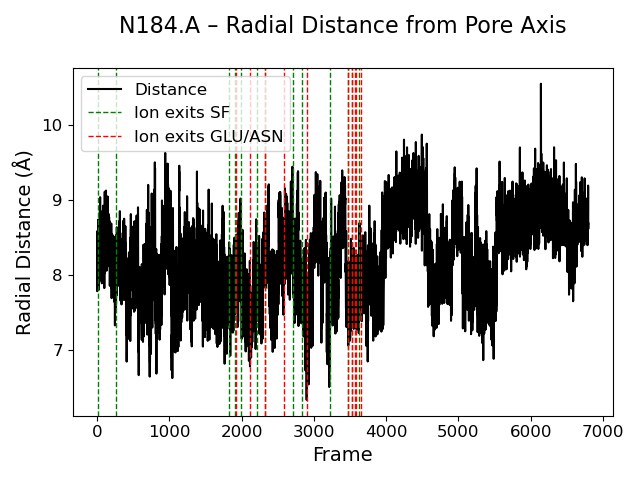 N184.A – Radial Distance from Pore Axis
Distance
Ion exits SF
Ion exits GLU/ASN
Radial Distance (Å)
10
9
8
7
0 1000 2000 3000 4000 5000 6000 7000
Frame